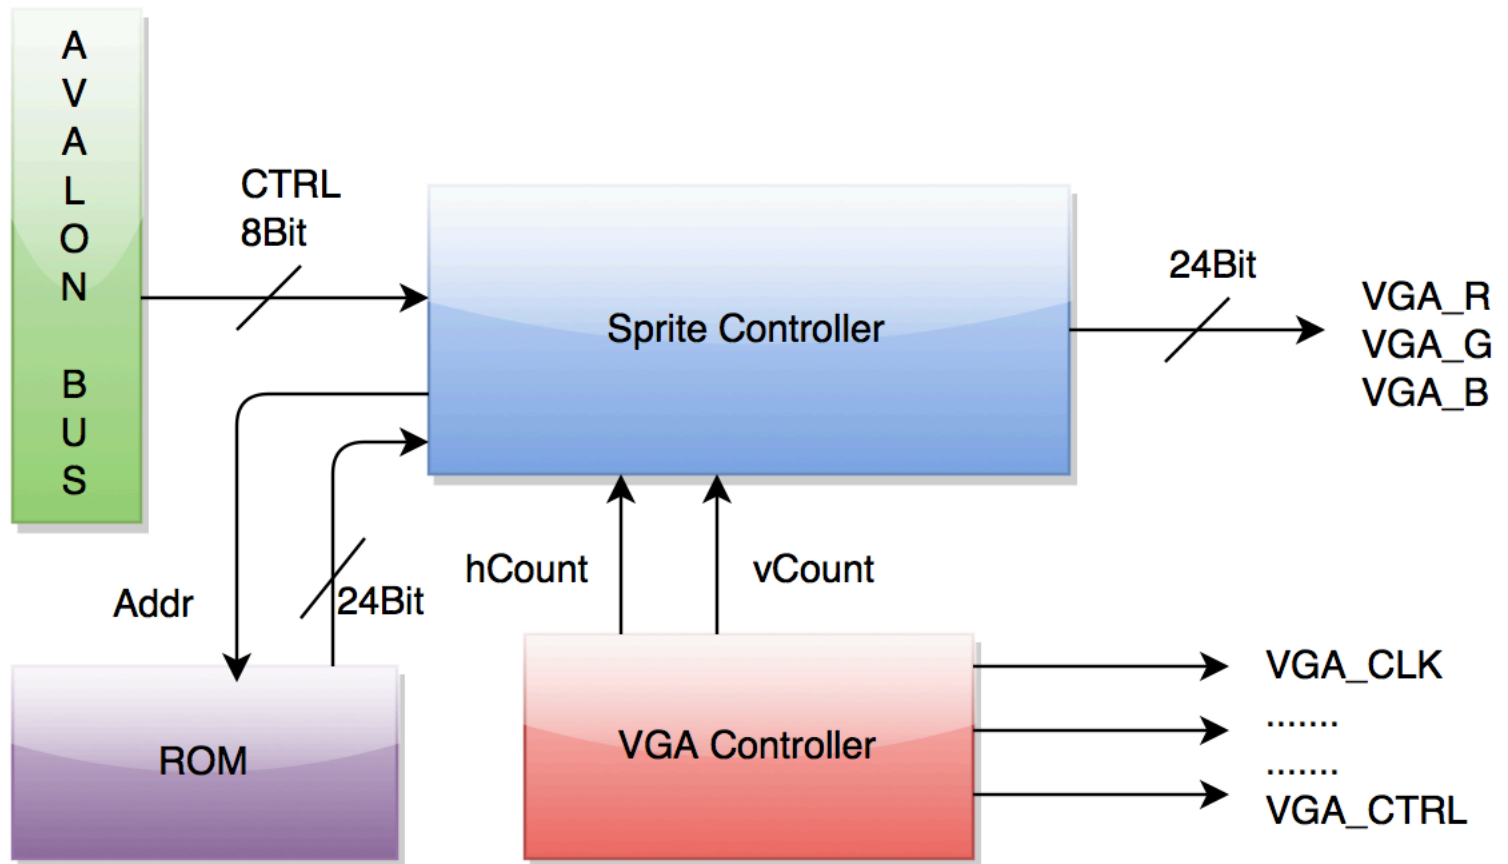 A
V
A
L
O
N
B
U
S
CTRL
8Bit
Sprite Controller
24Bit
VGA_R
VGA_G
VGA_B
Addr
24Bit
hCount
vCount
ROM
VGA Controller
VGA_CLK
.......
.......
VGA_CTRL